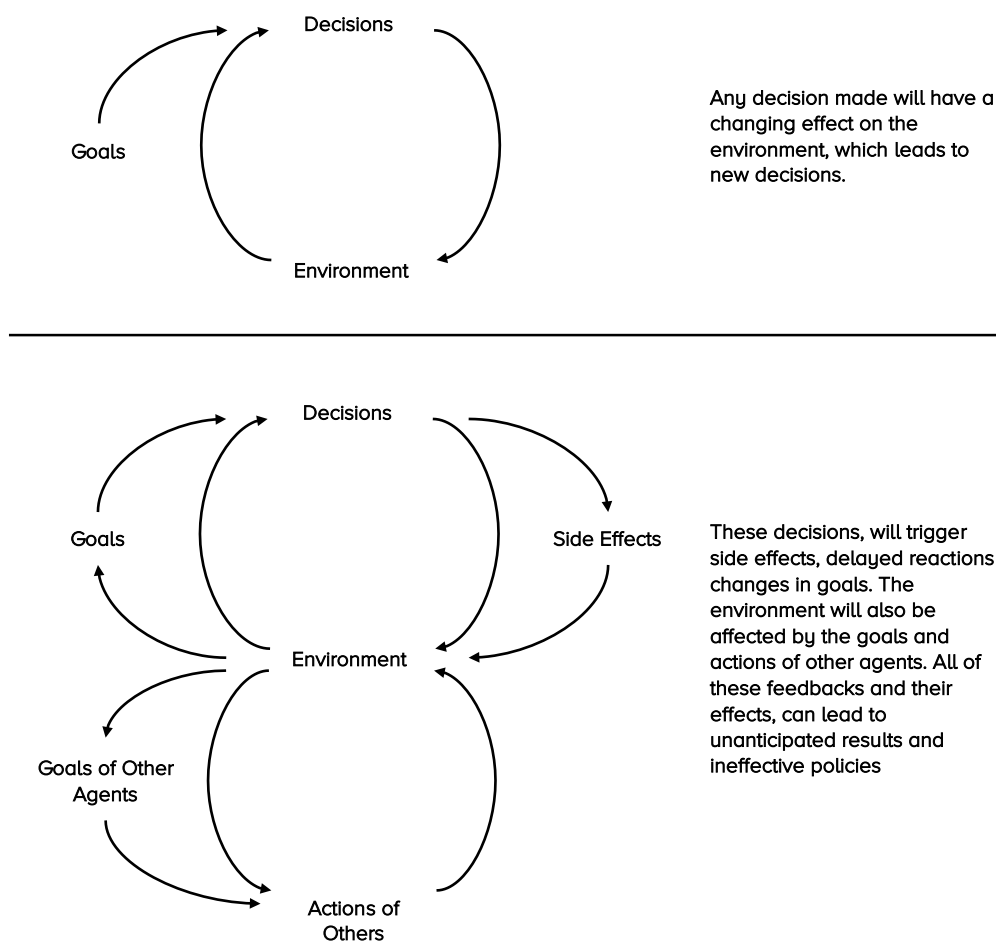 Decisions
Goals
Environment
Any decision made will have a
changing effect on the
environment, which leads to
new decisions.
Decisions
Goals
Side Effects
Environment
Goals of Other
Agents
Actions of
Others
These decisions, will trigger
side effects, delayed reactions
changes in goals. The
environment will also be
affected by the goals and
actions of other agents. All of
these feedbacks and their
effects, can lead to
unanticipated results and
ineffective policies